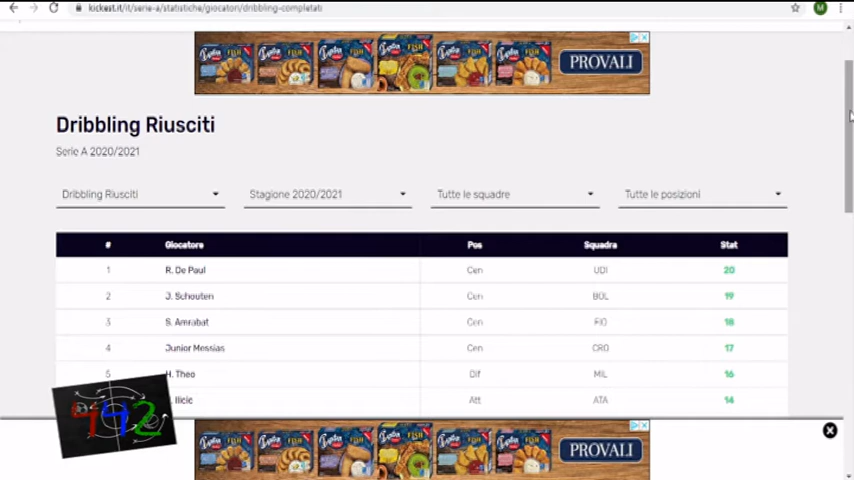 kickest.it/it/serie-a/statistiche/giocatori/dribbling-completati
M
FISH
PROVALI
Dribbling Riusciti
Serie A 2020/2021
Dribbling Riusciti Stagione 2020/2021 Tutte le squadre Tutte le posizioni
# Giocatore Pos Squadra Stat
1 R. De Paul Cen UDI 20
2 J. Schouten Cen BOL 19
3 S. Amrabat Cen FIO 18
4 Junior Messias Cen CRO 17
5 H. Theo Dif MIL 16
Ilicic Att ATA 14
442
FISH
PROVALI